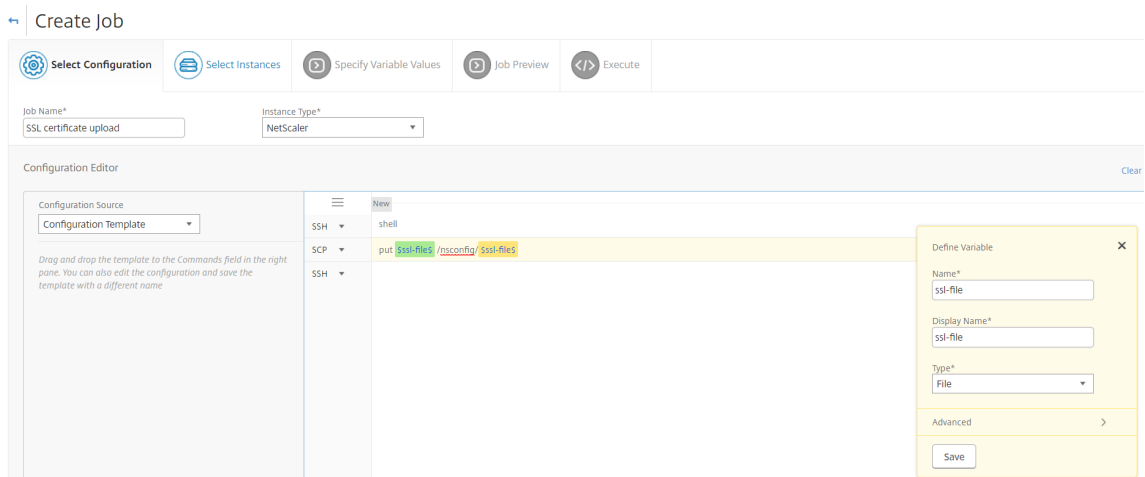 Create Job
Select Configuration
Select Instances
Specify Variable Values
Job Preview
Execute
Job Name*
SSL certificate upload
Instance Type*
NetScaler
Configuration Editor
Clear
Configuration Source
Configuration Template
Drag and drop the template to the Commands field in the right
pane. You can also edit the configuration and save the
template with a different name
New
SSH
shell
SCP
put $ssl-file$ /nsconfig/$ssl-file$
SSH
Define Variable
Name*
ssl-file
Display Name*
ssl-file
Type*
File
Advanced
Save